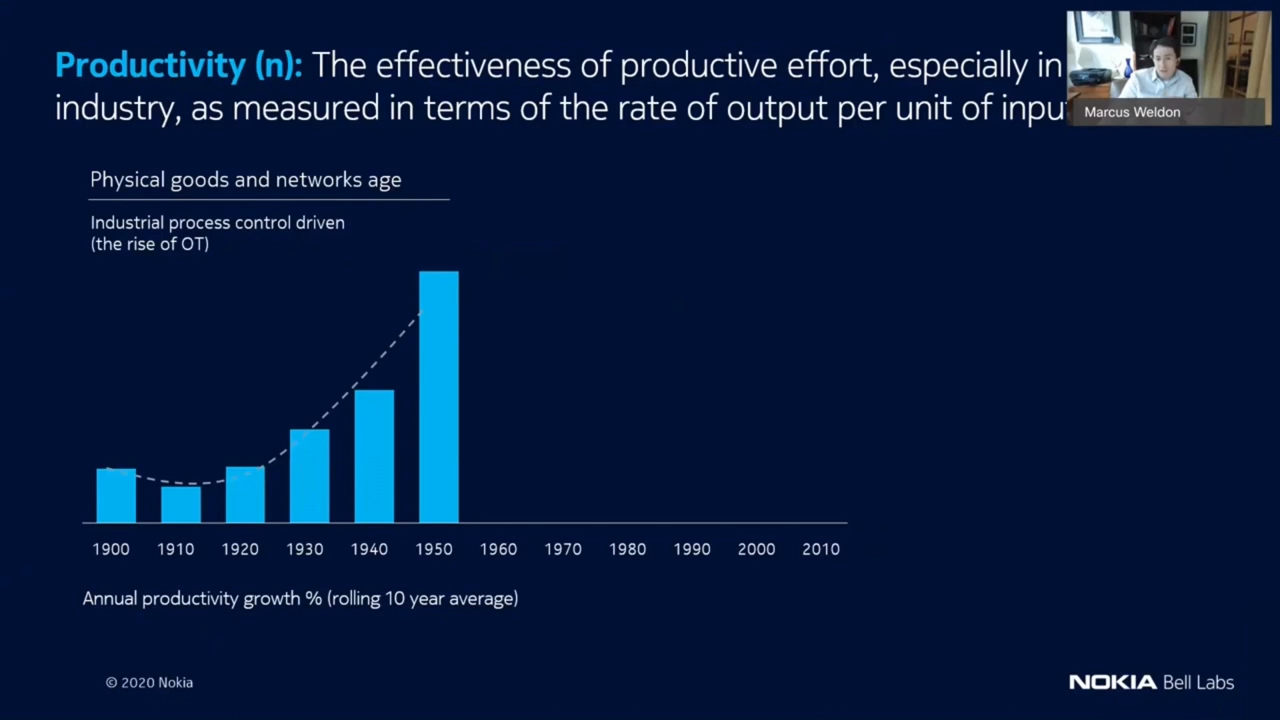 Productivity (n): The effectiveness of productive effort, especially in
industry, as measured in terms of the rate of output per unit of
Marcus Weldon
Physical goods and networks age
Industrial process control driven
(the rise of OT)
1900 1910 1920 1930 1940 1950 1960 1970 1980 1990 2000 2010
Annual productivity growth % (rolling 10 year average)
© 2020 Nokia
NOKIA Bell Labs